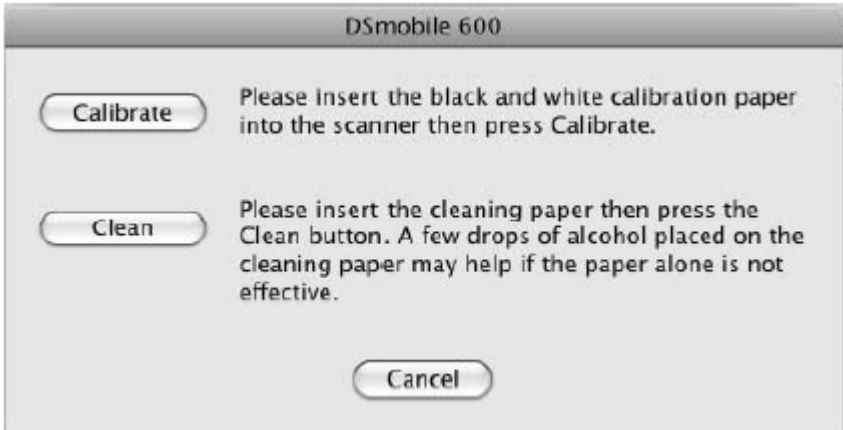 DSmobile 600
Calibrate
Please insert the black and white calibration paper
into the scanner then press Calibrate.
Clean
Please insert the cleaning paper then press the
Clean button. A few drops of alcohol placed on the
cleaning paper may help if the paper alone is not
effective.
Cancel